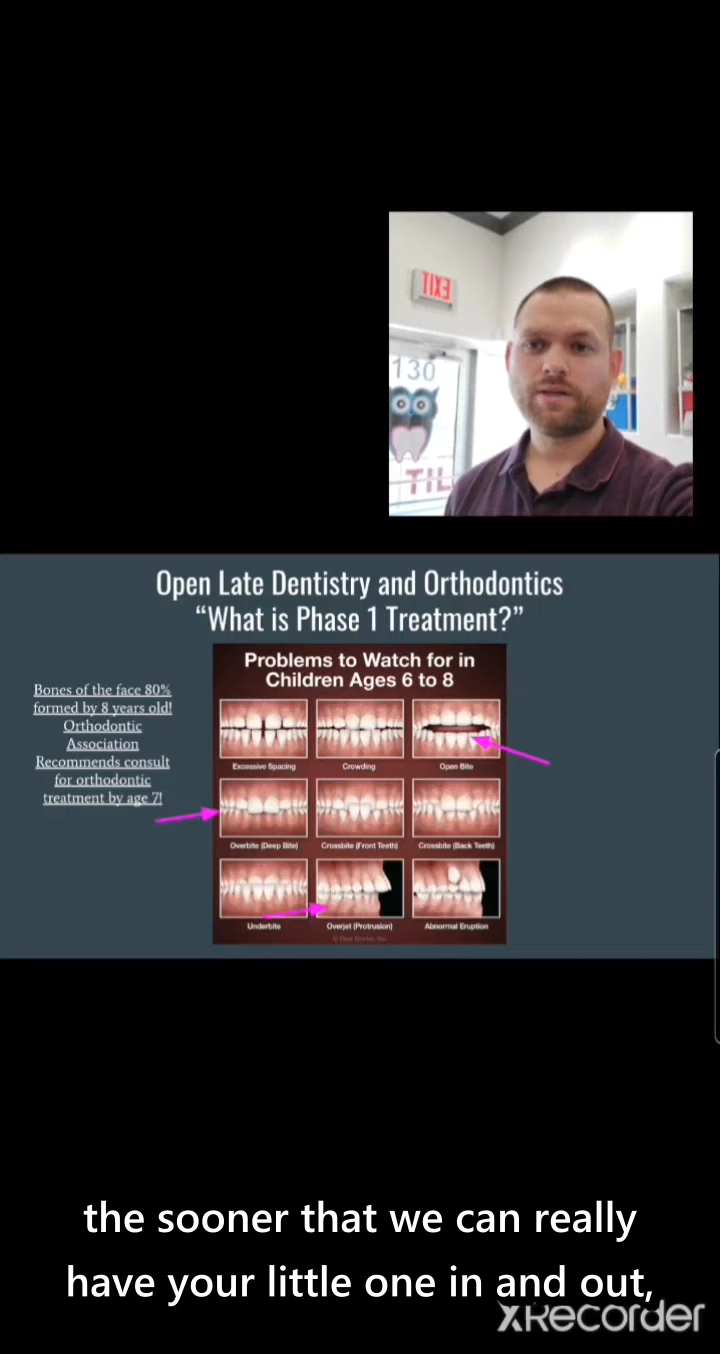 EXIT
130
TIL
Open Late Dentistry and Orthodontics
“What is Phase 1 Treatment?”
Bones of the face 80%
formed by 8 years old!
Orthodontic
Association
Recommends consult
for orthodontic
treatment by age 7!
Problems to Watch for in
Children Ages 6 to 8
Excessive Spacing
Crowding
Open Bite
Overbite (Deep Bite)
Crossbite (Front Teeth)
Crossbite (Back Teeth)
Underbite
Overjet (Protrusion)
Abnormal Eruption
the sooner that we can really
have your little one in and out,
XRecorder